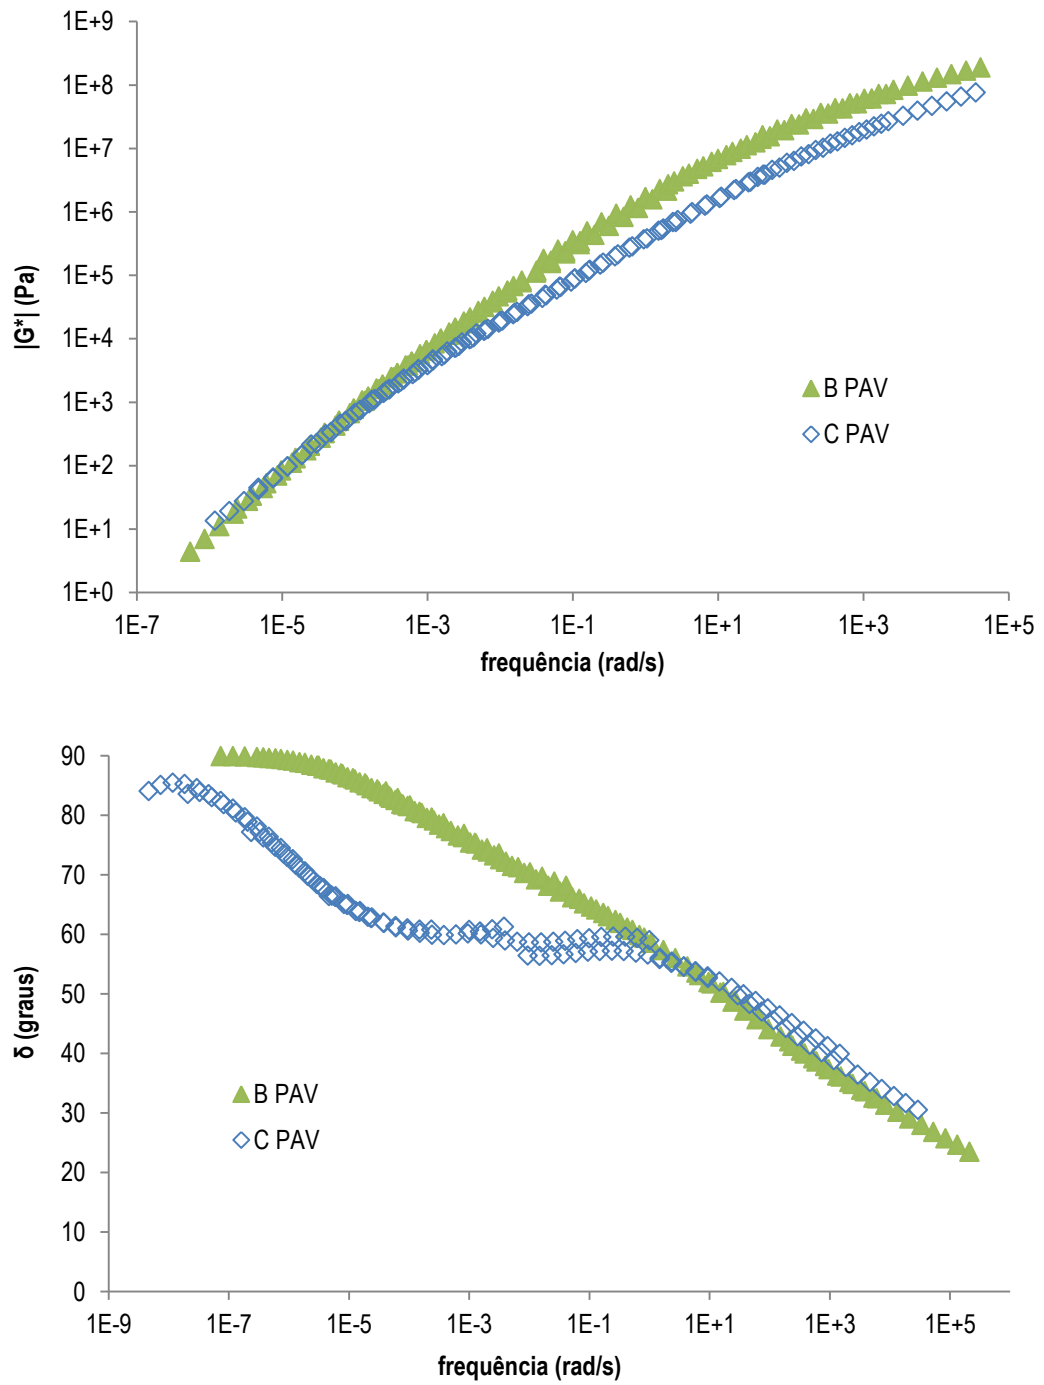 1E+9
1E+8
1E+7
1E+6
1E+5
1E+4
1E+3
1E+2
1E+1
1E+0
|G*| (Pa)
B PAV
C PAV
1E-7 1E-5 1E-3 1E-1 1E+1 1E+3 1E+5
frequência (rad/s)
90
80
70
60
50
40
30
20
10
0
δ (graus)
B PAV
C PAV
1E-9 1E-7 1E-5 1E-3 1E-1 1E+1 1E+3 1E+5
frequência (rad/s)